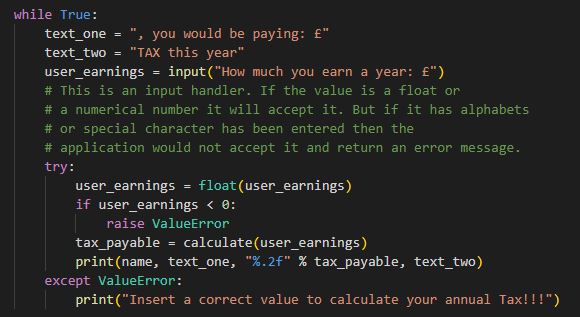 while True:
    text_one = ", you would be paying: £"
    text_two = "TAX this year"
    user_earnings = input("How much you earn a year: £")
    # This is an input handler. If the value is a float or
    # a numerical number it will accept it. But if it has alphabets
    # or special character has been entered then the
    # application would not accept it and return an error message.
    try:
        user_earnings = float(user_earnings)
        if user_earnings < 0:
            raise ValueError
        tax_payable = calculate(user_earnings)
        print(name, text_one, "%.2f" % tax_payable, text_two)
    except ValueError:
        print("Insert a correct value to calculate your annual Tax!!!")